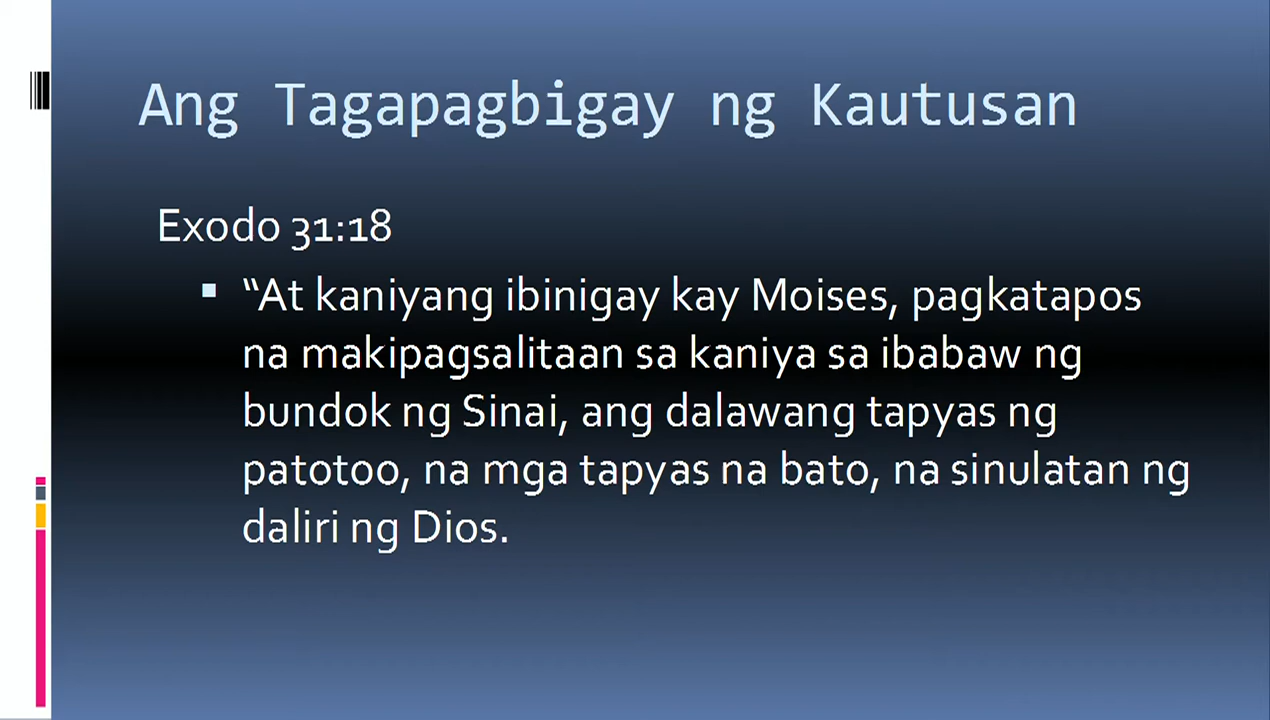 Ang Tagapagbigay ng Kautusan
Exodo 31:18
▪ “At kaniyang ibinigay kay Moises, pagkatapos
na makipagsalitaan sa kaniya sa ibabaw ng
bundok ng Sinai, ang dalawang tapyas ng
patotoo, na mga tapyas na bato, na sinulatan ng
daliri ng Dios.